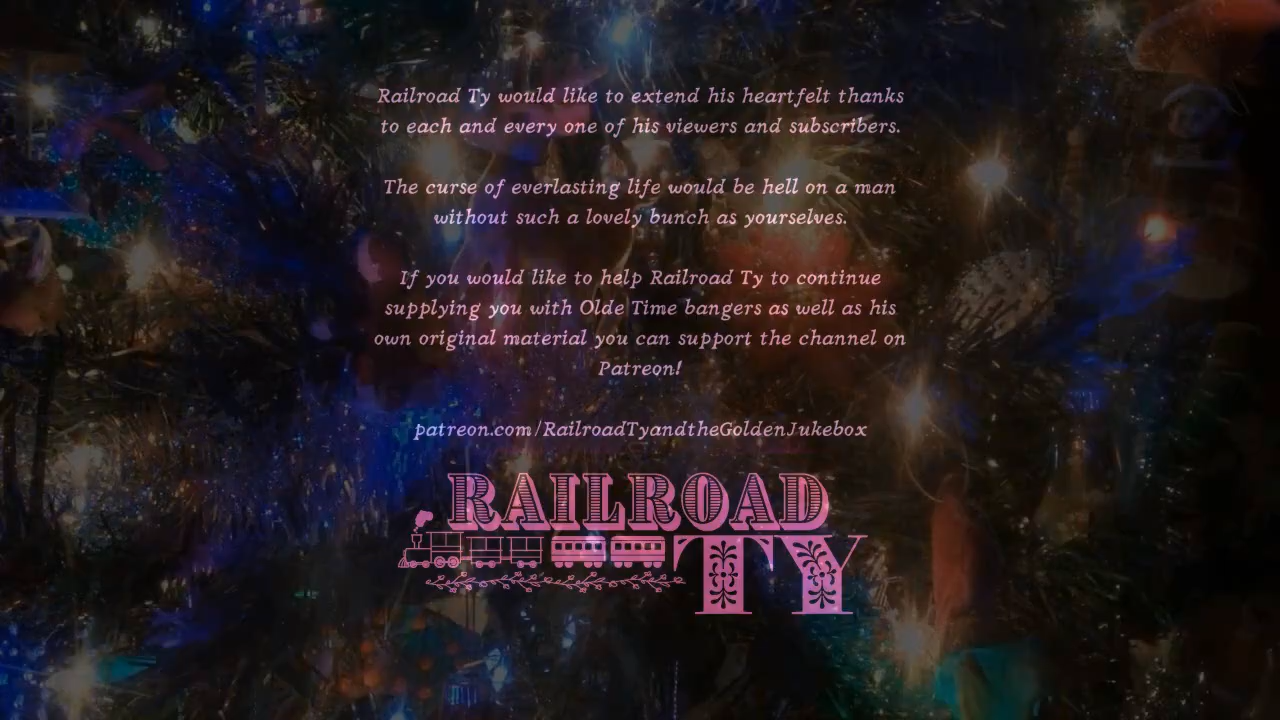 Railroad Ty would like to extend his heartfelt thanks
to each and every one of his viewers and subscribers.
The curse of everlasting life would be hell on a man
without such a lovely bunch as yourselves.
If you would like to help Railroad Ty to continue
supplying you with Olde Time bangers as well as his
own original material you can support the channel on
Patreon!
patreon.com/RailroadTyandtheGoldenJukebox
RAILROAD
TY